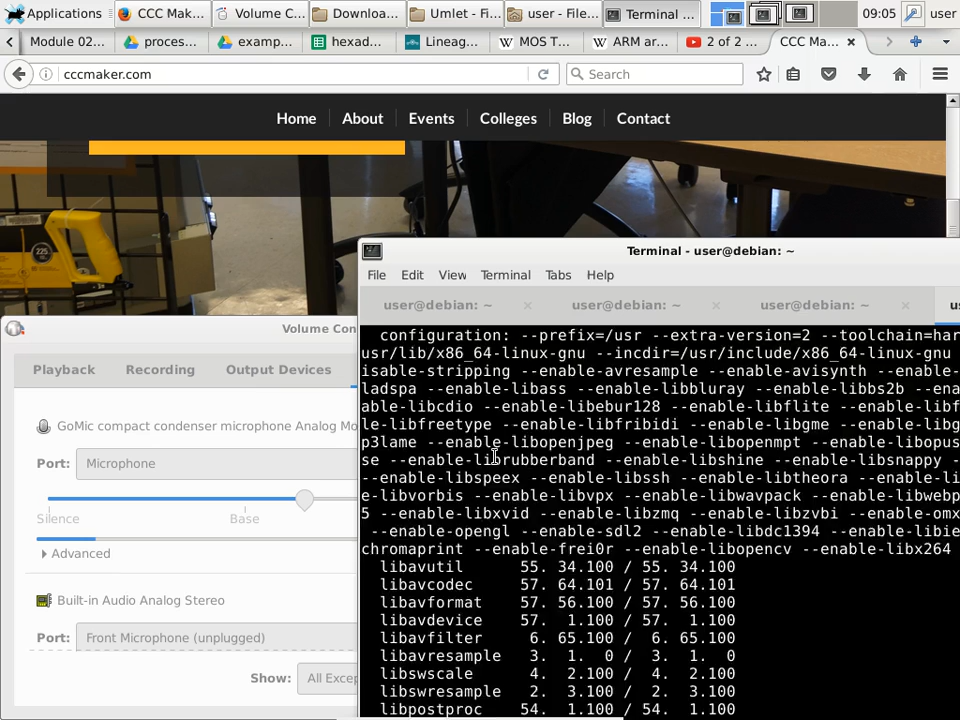 Applications CCC Mak... Volume C... Downloa... Umlet - Fi... user - File... Terminal ... 09:05 user
Module 02... proces... examp... hexad... Lineag... MOS T... ARM ar... 2 of 2 ... CCC Ma...
cccmaker.com Search
Home About Events Colleges Blog Contact
225
Terminal - user@debian: ~
File Edit View Terminal Tabs Help
user@debian: ~ user@debian: ~ user@debian: ~ us
configuration: --prefix=/usr --extra-version=2 --toolchain=har
usr/lib/x86_64-linux-gnu --incdir=/usr/include/x86_64-linux-gnu
isable-stripping --enable-avresample --enable-avisynth --enable-
ladspa --enable-libass --enable-libbluray --enable-libbs2b --ena
able-libcdio --enable-libebur128 --enable-libflite --enable-libf
le-libfreetype --enable-libfribidi --enable-libgme --enable-libg
p3lame --enable-libopenjpeg --enable-libopenmpt --enable-libopus
se --enable-librubberband --enable-libshine --enable-libsnappy -
--enable-libspeex --enable-libssh --enable-libtheora --enable-li
e-libvorbis --enable-libvpx --enable-libwavpack --enable-libwebp
5 --enable-libxvid --enable-libzmq --enable-libzvbi --enable-omx
--enable-opengl --enable-sdl2 --enable-libdc1394 --enable-libie
chromaprint --enable-frei0r --enable-libopencv --enable-libx264
libavutil 55. 34.100 / 55. 34.100
libavcodec 57. 64.101 / 57. 64.101
libavformat 57. 56.100 / 57. 56.100
libavdevice 57. 1.100 / 57. 1.100
libavfilter 6. 65.100 / 6. 65.100
libavresample 3. 1. 0 / 3. 1. 0
libswscale 4. 2.100 / 4. 2.100
libswresample 2. 3.100 / 2. 3.100
libpostproc 54. 1.100 / 54. 1.100
Volume Con
Playback Recording Output Devices
GoMic compact condenser microphone Analog Mo
Port: Microphone
Silence Base
Advanced
Built-in Audio Analog Stereo
Port: Front Microphone (unplugged)
Show: All Excep